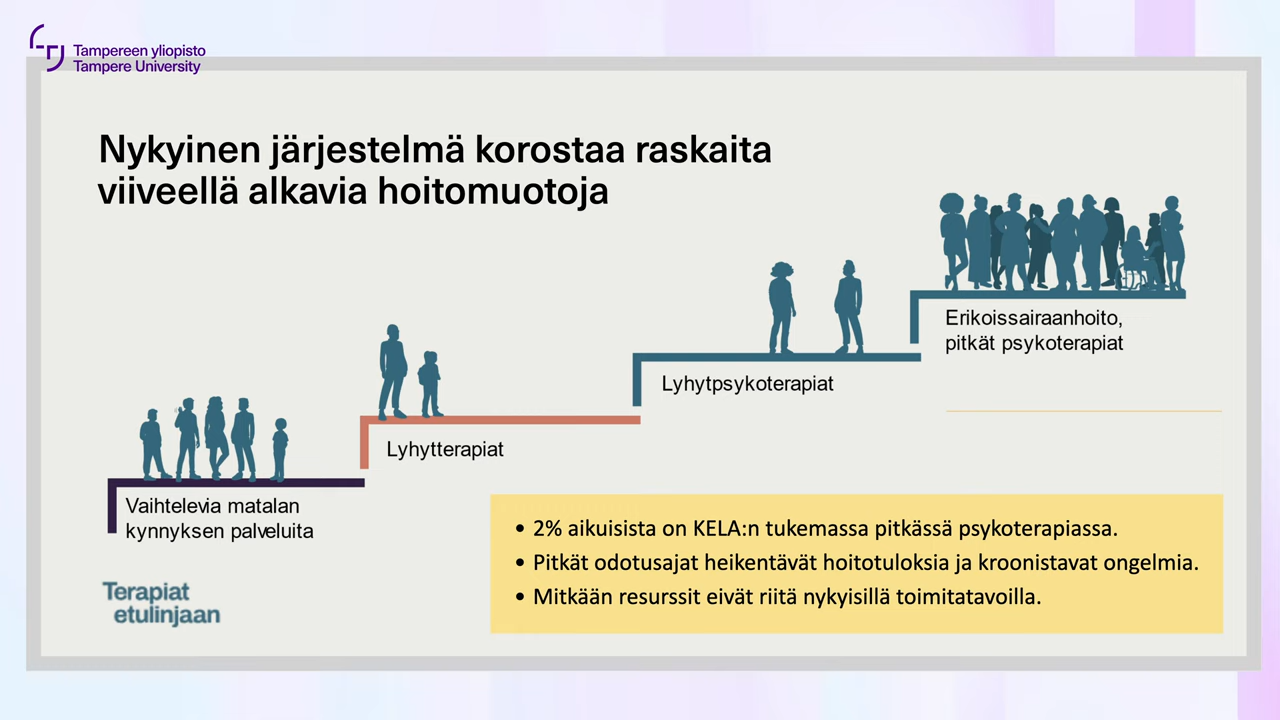 Tampereen yliopisto
Tampere University
Nykyinen järjestelmä korostaa raskaita
viiveellä alkavia hoitomuotoja
Erikoissairaanhoito,
pitkät psykoterapiat
Lyhytpsykoterapiat
Lyhytterapiat
Vaihtelevia matalan
kynnyksen palveluita
• 2% aikuisista on KELA:n tukemassa pitkässä psykoterapiassa.
• Pitkät odotusajat heikentävät hoitotuloksia ja kroonistavat ongelmia.
• Mitkään resurssit eivät riitä nykyisillä toimitatavoilla.
Terapiat
etulinjaan